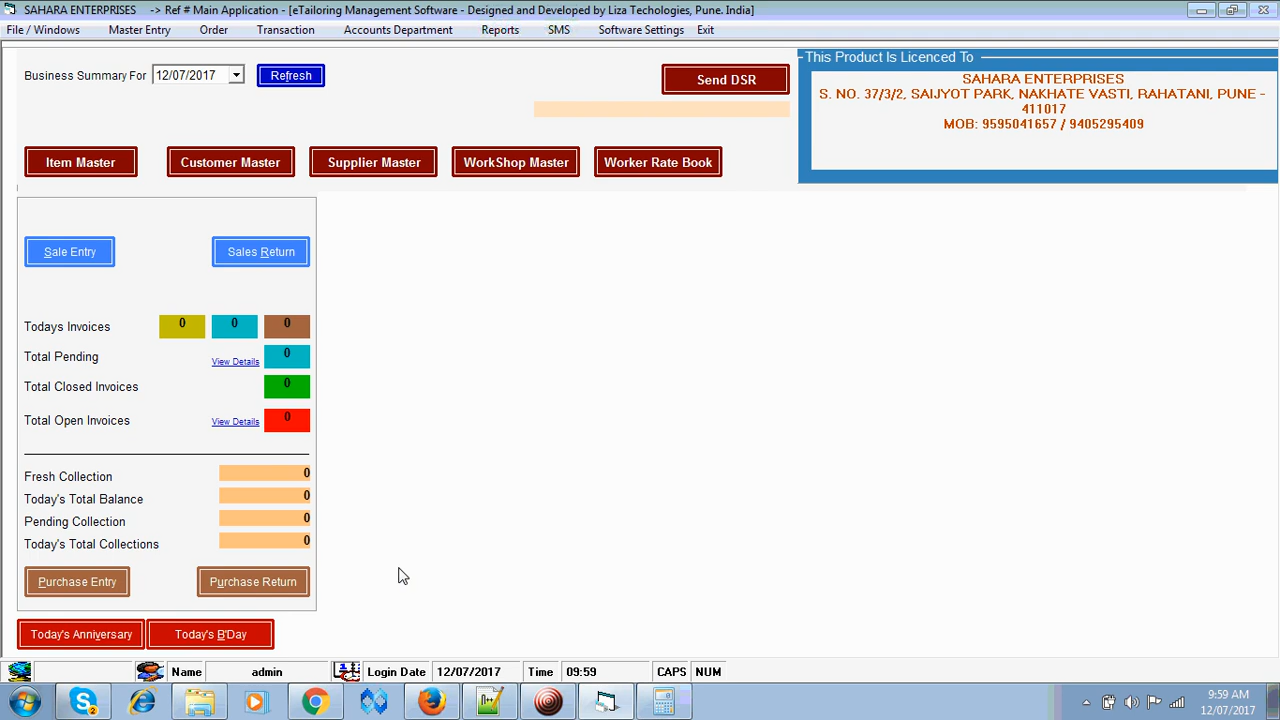 SAHARA ENTERPRISES -> Ref # Main Application - [eTailoring Management Software - Designed and Developed by Liza Techologies, Pune. India]
File / Windows Master Entry Order Transaction Accounts Department Reports SMS Software Settings Exit
Business Summary For 12/07/2017 Refresh
Send DSR
This Product Is Licenced To
SAHARA ENTERPRISES
S. NO. 37/3/2, SAIJYOT PARK, NAKHATE VASTI, RAHATANI, PUNE -
411017
MOB: 9595041657 / 9405295409
Item Master Customer Master Supplier Master WorkShop Master Worker Rate Book
Sale Entry Sales Return
Todays Invoices 0 0 0
Total Pending View Details 0
Total Closed Invoices 0
Total Open Invoices View Details 0
Fresh Collection 0
Today's Total Balance 0
Pending Collection 0
Today's Total Collections 0
Purchase Entry Purchase Return
Today's Anniversary Today's B'Day
Name admin Login Date 12/07/2017 Time 09:59 CAPS NUM
2
9:59 AM
12/07/2017